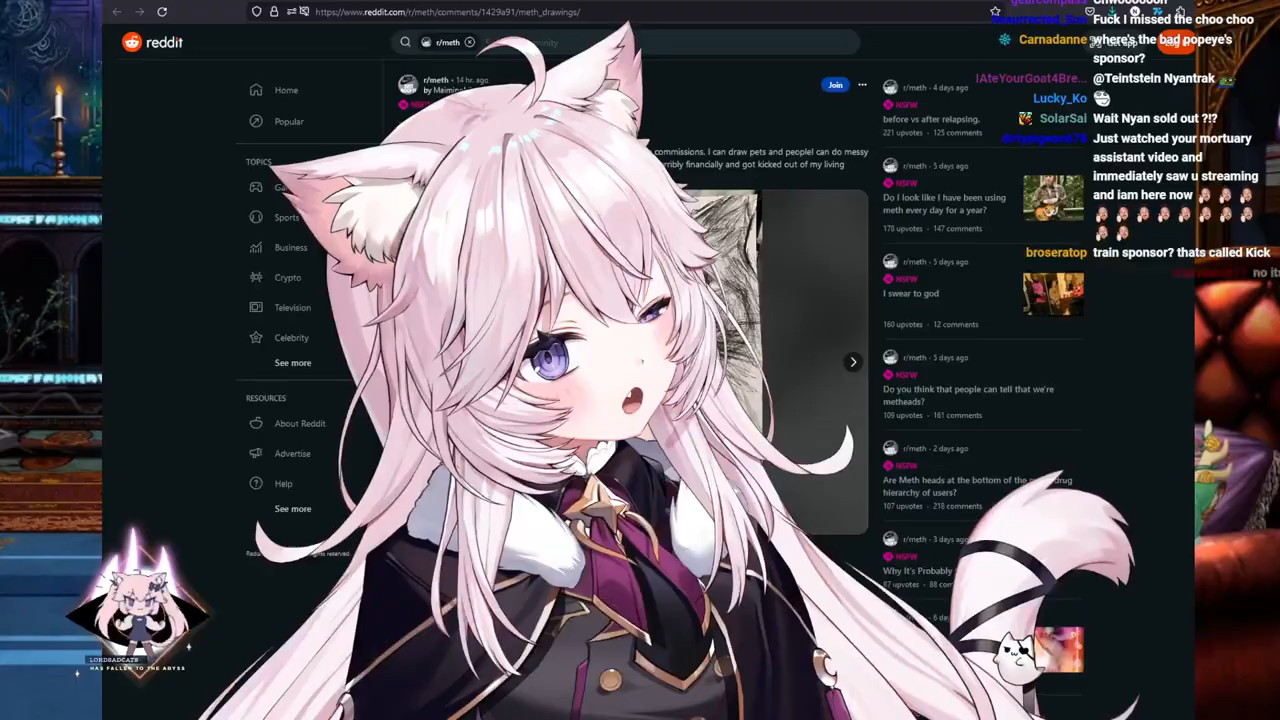 https://www.reddit.com/r/meth/comments/1429a91/meth_drawings/
reddit
r/meth
Home
Popular
TOPICS
Sports
Business
Crypto
Television
Celebrity
See more
RESOURCES
About Reddit
Advertise
Help
See more
r/meth · 14 hr. ago
by
Join
commissions. I can draw pets and people! can do messy
financially and got kicked out of my living
r/meth · 4 days ago
NSFW
before vs after relapsing.
221 upvotes · 125 comments
r/meth · 5 days ago
NSFW
Do I look like I have been using
meth every day for a year?
178 upvotes · 147 comments
r/meth · 5 days ago
NSFW
I swear to god
160 upvotes · 12 comments
r/meth · 5 days ago
NSFW
Do you think that people can tell that we're
metheads?
109 upvotes · 161 comments
r/meth · 2 days ago
NSFW
Are Meth heads at the bottom of the drug
hierarchy of users?
107 upvotes · 218 comments
r/meth · 3 days ago
NSFW
Why It's Probably
87 upvotes · 88
Fuck I missed the choo choo
Carnadanne where's the bad popeye's
sponsor?
IAteYourGoat4Bre... @Teintstein Nyantrak
Lucky_Ko
SolarSai Wait Nyan sold out ?!?
Just watched your mortuary
assistant video and
immediately saw u streaming
and iam here now
broseratop train sponsor? thats called Kick
LORDBADCATS
HAS FALLEN TO THE ABYSS